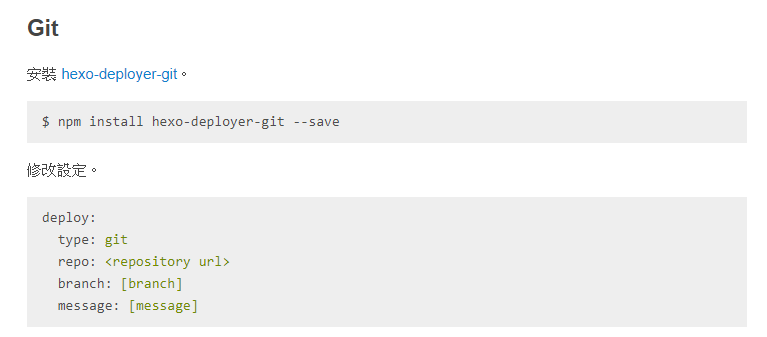 Git
安裝 hexo-deployer-git。
$ npm install hexo-deployer-git --save
修改設定。
deploy:
  type: git
  repo: <repository url>
  branch: [branch]
  message: [message]